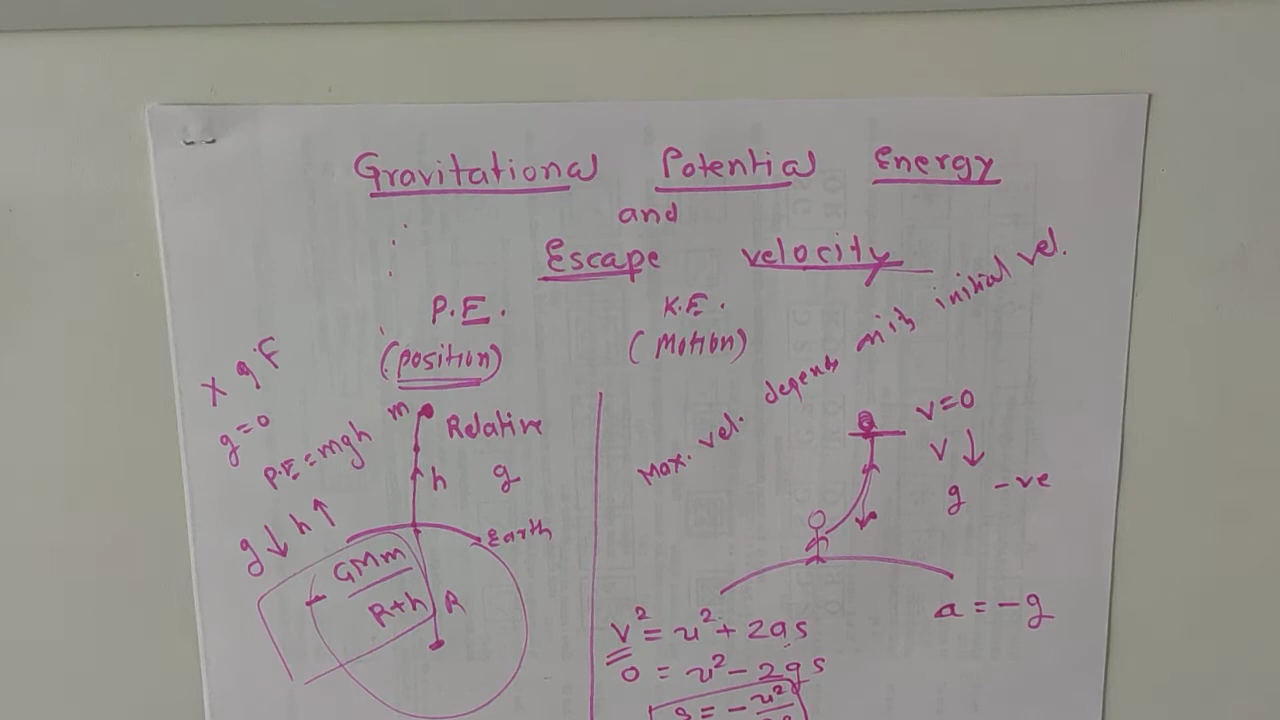 Gravitational Potential Energy
and
Escape velocity
P.E.
(position)
K.E.
(Motion)
X g.F
g=0
P.E=mgh
g↓ h↑
m
Relative
h
g
Earth
- GMm
R+h
R
Max. vel. depends initial vel.
v=0
V ↓
g -ve
a = -g
v² = u² + 2as
0 = u² - 2gs
s = - u²